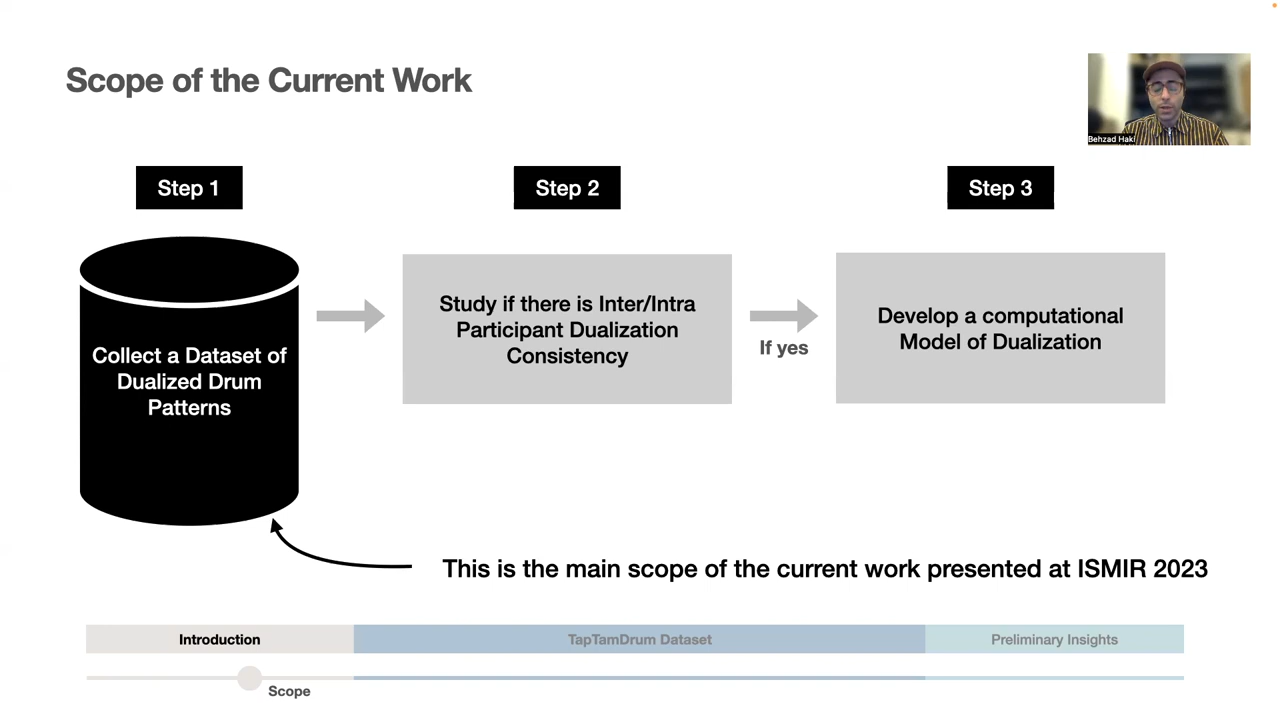 Scope of the Current Work
Behzad Haki
Step 1
Step 2
Step 3
Collect a Dataset of
Dualized Drum
Patterns
Study if there is Inter/Intra
Participant Dualization
Consistency
If yes
Develop a computational
Model of Dualization
This is the main scope of the current work presented at ISMIR 2023
Introduction
TapTamDrum Dataset
Preliminary Insights
Scope